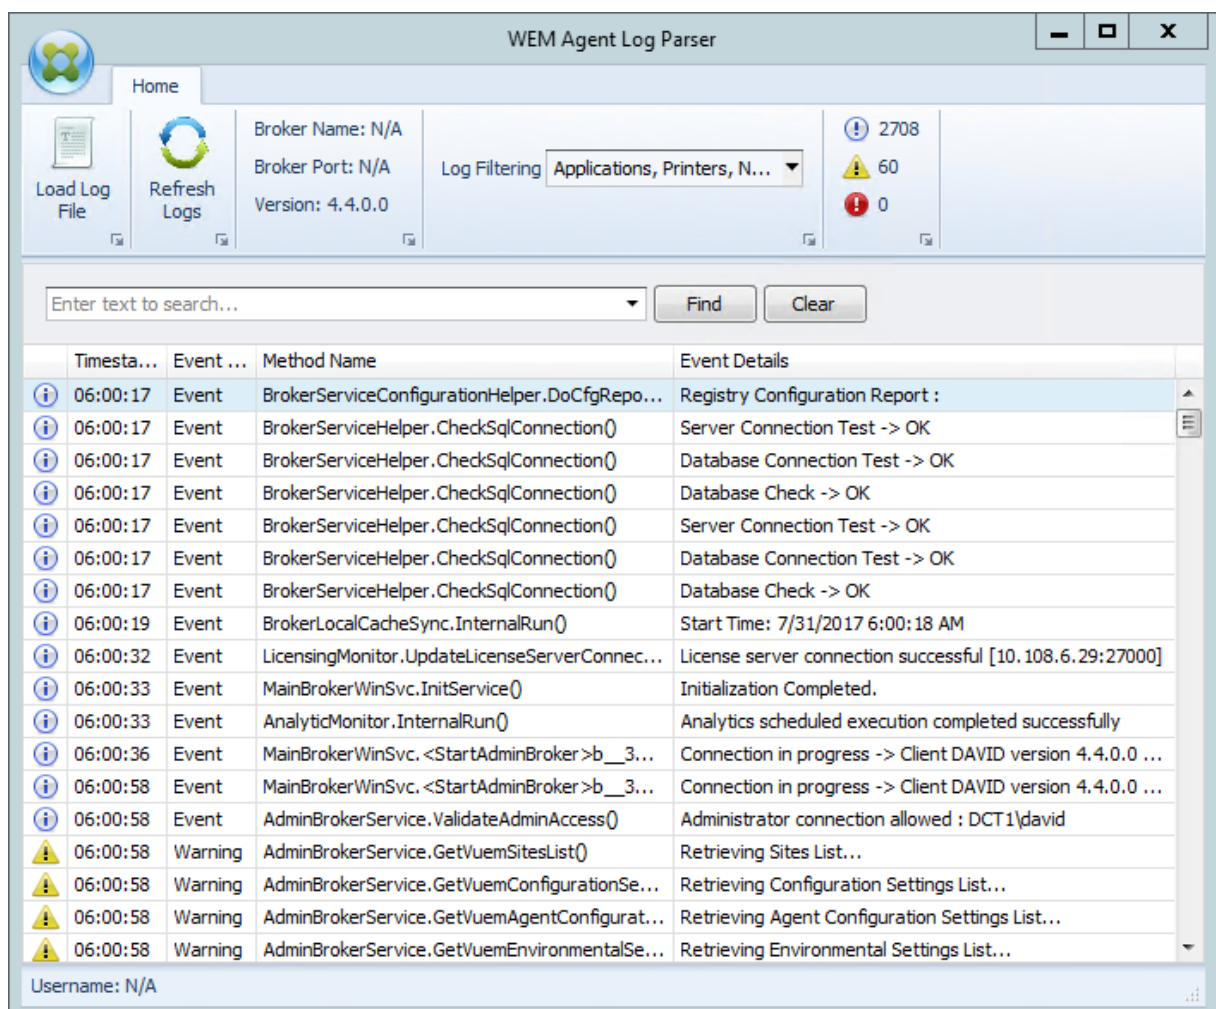 WEM Agent Log Parser
Home
Load Log File
Refresh Logs
Broker Name: N/A
Broker Port: N/A
Version: 4.4.0.0
Log Filtering Applications, Printers, N...
2708
60
0
Enter text to search...
Find
Clear
Timesta... Event ... Method Name Event Details
06:00:17 Event BrokerServiceConfigurationHelper.DoCfgRepo... Registry Configuration Report :
06:00:17 Event BrokerServiceHelper.CheckSqlConnection() Server Connection Test -> OK
06:00:17 Event BrokerServiceHelper.CheckSqlConnection() Database Connection Test -> OK
06:00:17 Event BrokerServiceHelper.CheckSqlConnection() Database Check -> OK
06:00:17 Event BrokerServiceHelper.CheckSqlConnection() Server Connection Test -> OK
06:00:17 Event BrokerServiceHelper.CheckSqlConnection() Database Connection Test -> OK
06:00:17 Event BrokerServiceHelper.CheckSqlConnection() Database Check -> OK
06:00:19 Event BrokerLocalCacheSync.InternalRun() Start Time: 7/31/2017 6:00:18 AM
06:00:32 Event LicensingMonitor.UpdateLicenseServerConnec... License server connection successful [10.108.6.29:27000]
06:00:33 Event MainBrokerWinSvc.InitService() Initialization Completed.
06:00:33 Event AnalyticMonitor.InternalRun() Analytics scheduled execution completed successfully
06:00:36 Event MainBrokerWinSvc.<StartAdminBroker>b__3... Connection in progress -> Client DAVID version 4.4.0.0 ...
06:00:58 Event MainBrokerWinSvc.<StartAdminBroker>b__3... Connection in progress -> Client DAVID version 4.4.0.0 ...
06:00:58 Event AdminBrokerService.ValidateAdminAccess() Administrator connection allowed : DCT1\david
06:00:58 Warning AdminBrokerService.GetVuemSitesList() Retrieving Sites List...
06:00:58 Warning AdminBrokerService.GetVuemConfigurationSe... Retrieving Configuration Settings List...
06:00:58 Warning AdminBrokerService.GetVuemAgentConfigurat... Retrieving Agent Configuration Settings List...
06:00:58 Warning AdminBrokerService.GetVuemEnvironmentalSe... Retrieving Environmental Settings List...
Username: N/A